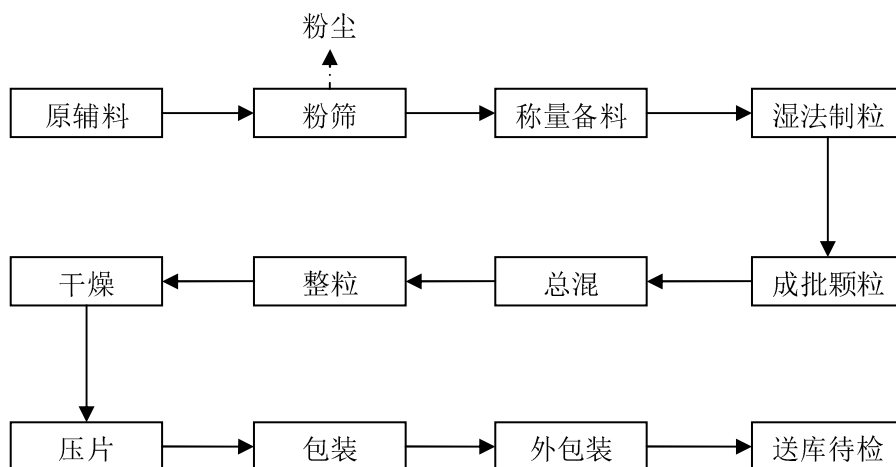 粉尘
原辅料
粉筛
称量备料
湿法制粒
干燥
整粒
总混
成批颗粒
压片
包装
外包装
送库待检